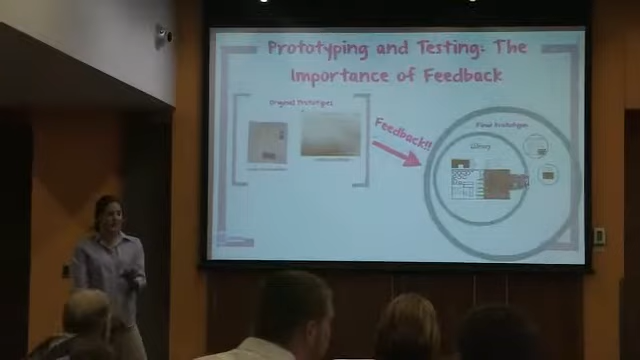 Prototyping and Testing: The
Importance of Feedback
Original Prototypes
Feedback!!
Final Prototype
Library